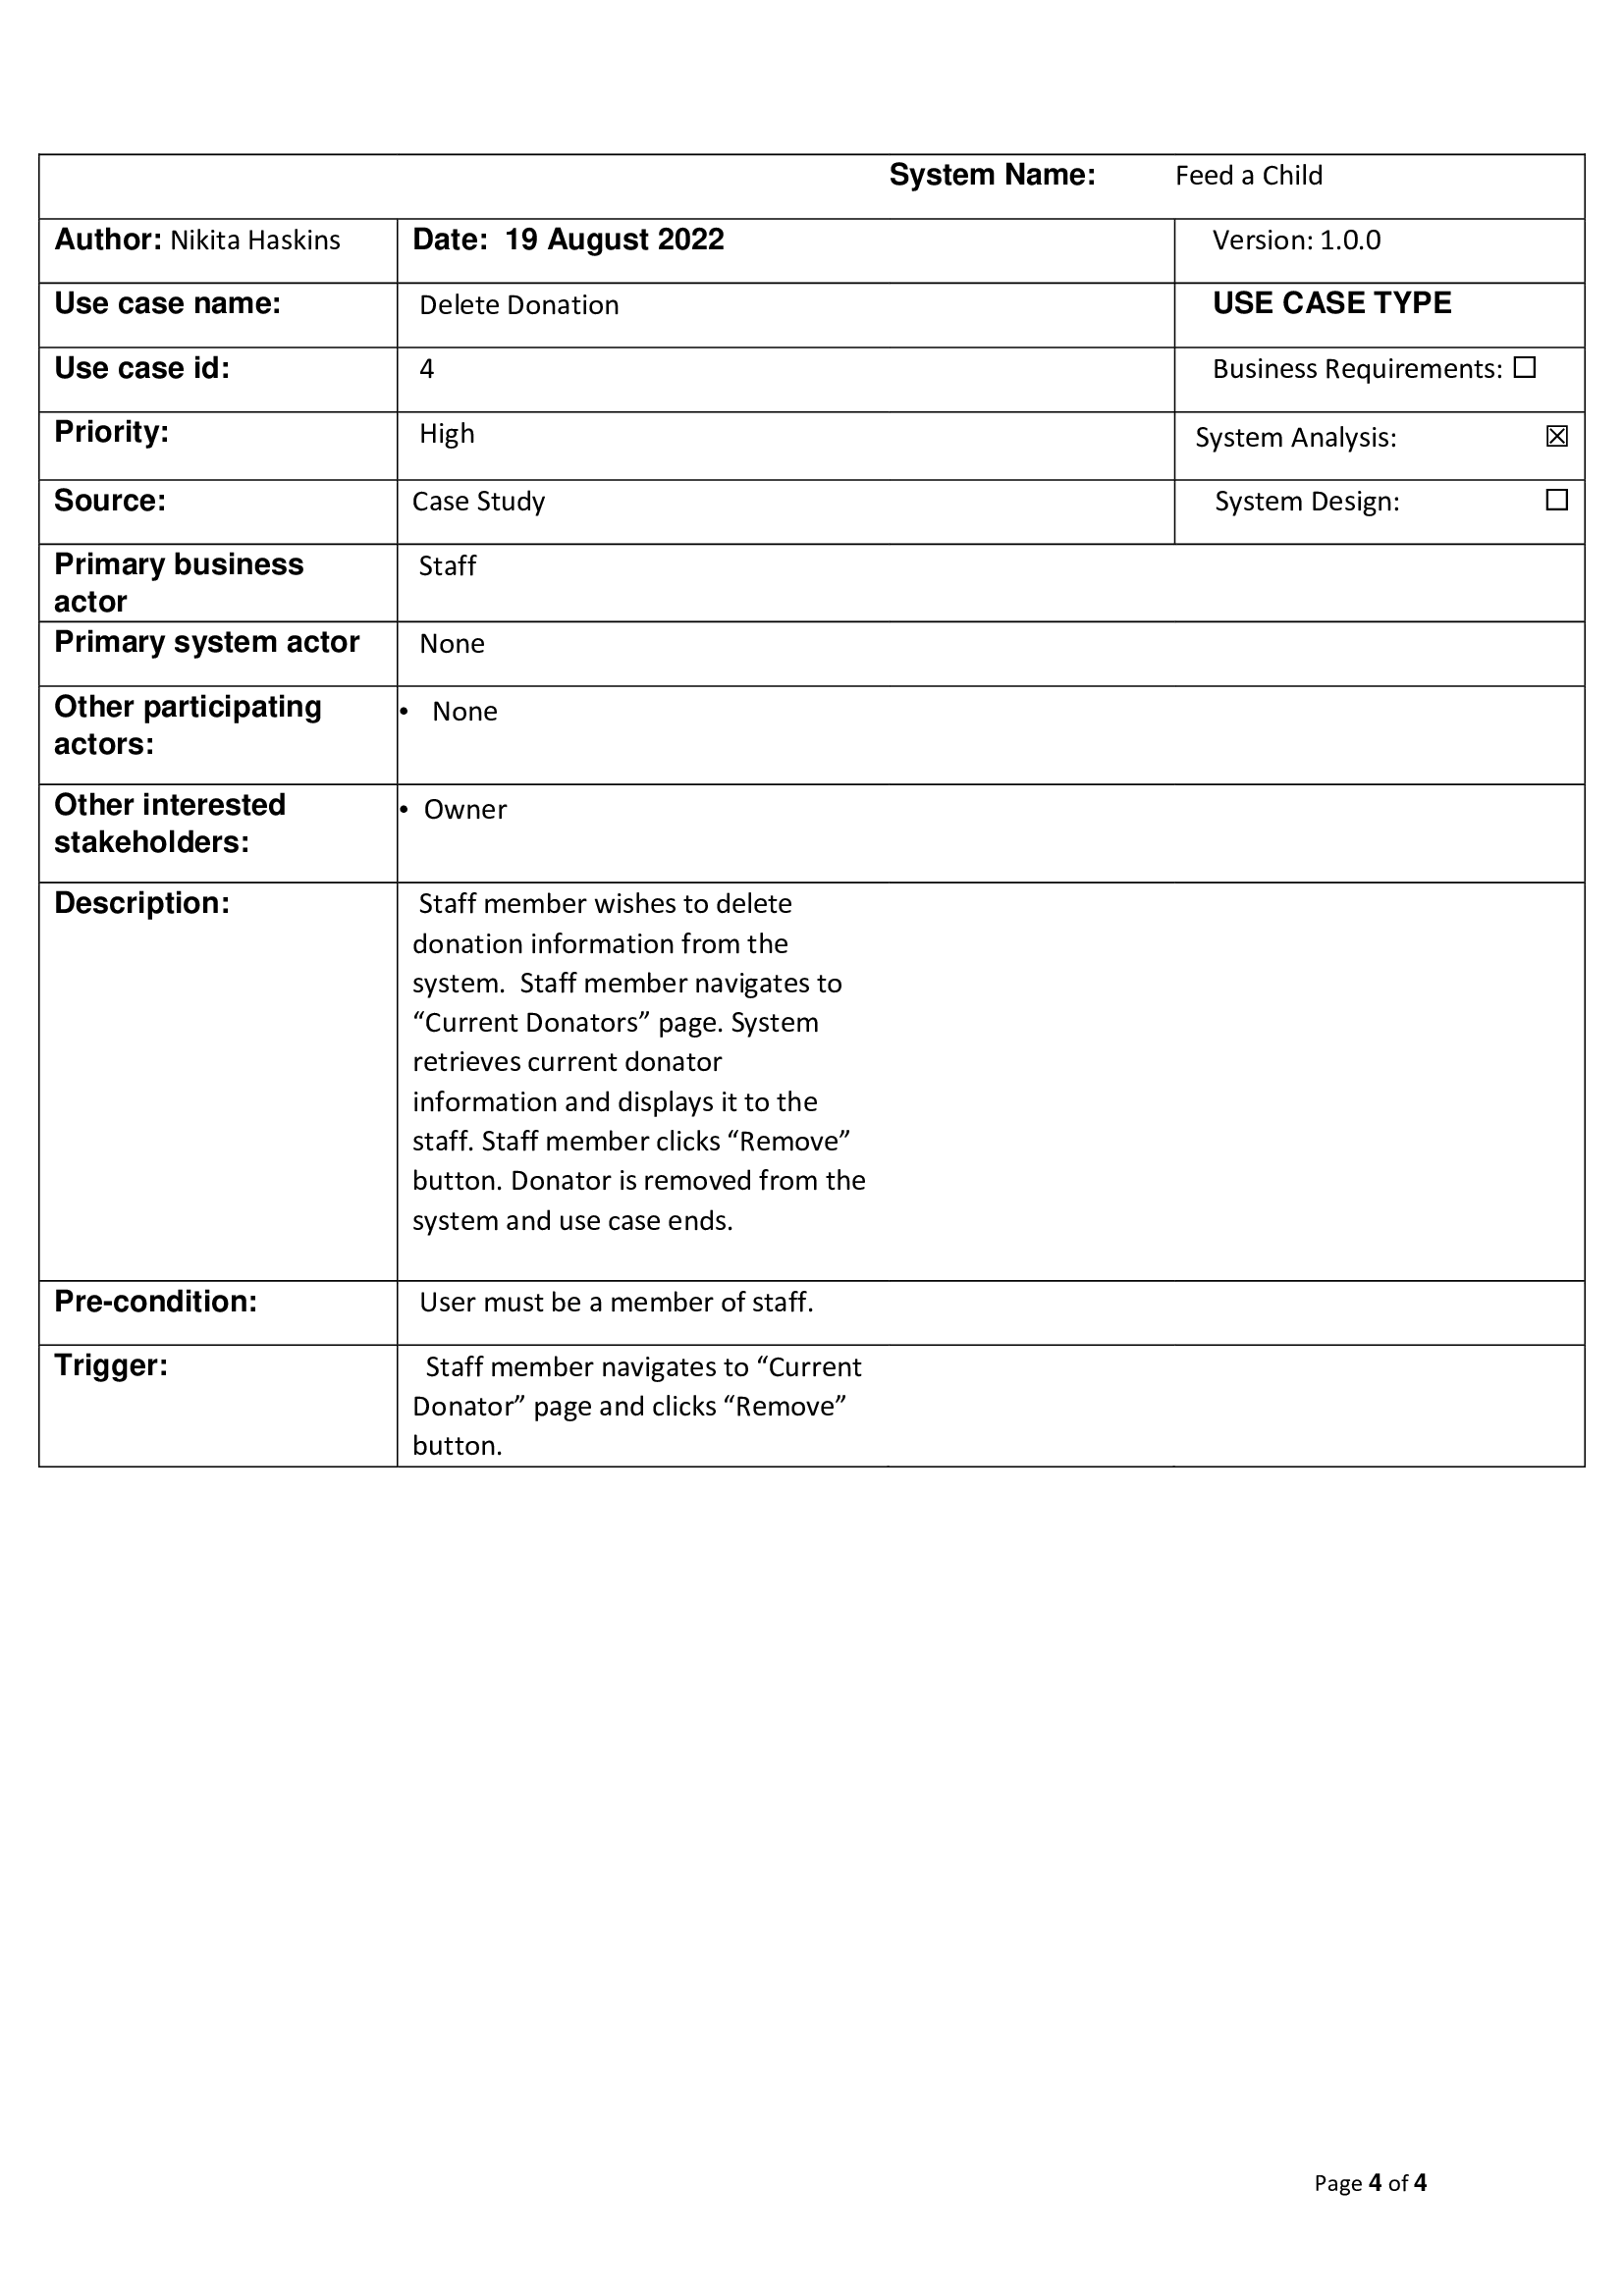 System Name: Feed a Child
Author: Nikita Haskins Date: 19 August 2022 Version: 1.0.0
Use case name: Delete Donation USE CASE TYPE
Use case id: 4 Business Requirements: ☐
Priority: High System Analysis: ☒
Source: Case Study System Design: ☐
Primary business
actor
Staff
Primary system actor None
Other participating
actors:
• None
Other interested
stakeholders:
• Owner
Description:
Staff member wishes to delete
donation information from the
system. Staff member navigates to
“Current Donators” page. System
retrieves current donator
information and displays it to the
staff. Staff member clicks “Remove”
button. Donator is removed from the
system and use case ends.
Pre-condition: User must be a member of staff.
Trigger:
Staff member navigates to “Current
Donator” page and clicks “Remove”
button.
Page 4 of 4